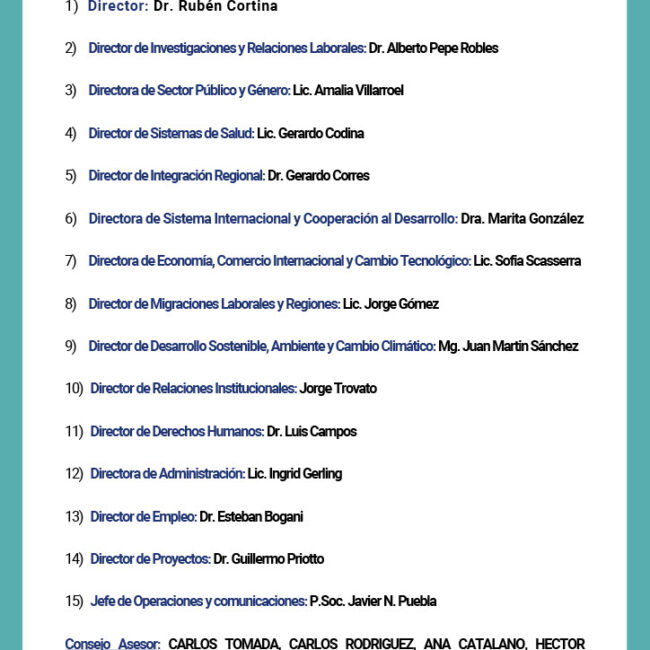 1) Director: Dr. Rubén Cortina
2) Director de Investigaciones y Relaciones Laborales: Dr. Alberto Pepe Robles
3) Directora de Sector Público y Género: Lic. Amalia Villarroel
4) Director de Sistemas de Salud: Lic. Gerardo Codina
5) Director de Integración Regional: Dr. Gerardo Corres
6) Directora de Sistema Internacional y Cooperación al Desarrollo: Dra. Marita González
7) Directora de Economía, Comercio Internacional y Cambio Tecnológico: Lic. Sofia Scasserra
8) Director de Migraciones Laborales y Regiones: Lic. Jorge Gómez
9) Director de Desarrollo Sostenible, Ambiente y Cambio Climático: Mg. Juan Martin Sánchez
10) Director de Relaciones Institucionales: Jorge Trovato
11) Director de Derechos Humanos: Dr. Luis Campos
12) Directora de Administración: Lic. Ingrid Gerling
13) Director de Empleo: Dr. Esteban Bogani
14) Director de Proyectos: Dr. Guillermo Priotto
15) Jefe de Operaciones y comunicaciones: P.Soc. Javier N. Puebla
Consejo Asesor: CARLOS TOMADA, CARLOS RODRIGUEZ, ANA CATALANO, HECTOR